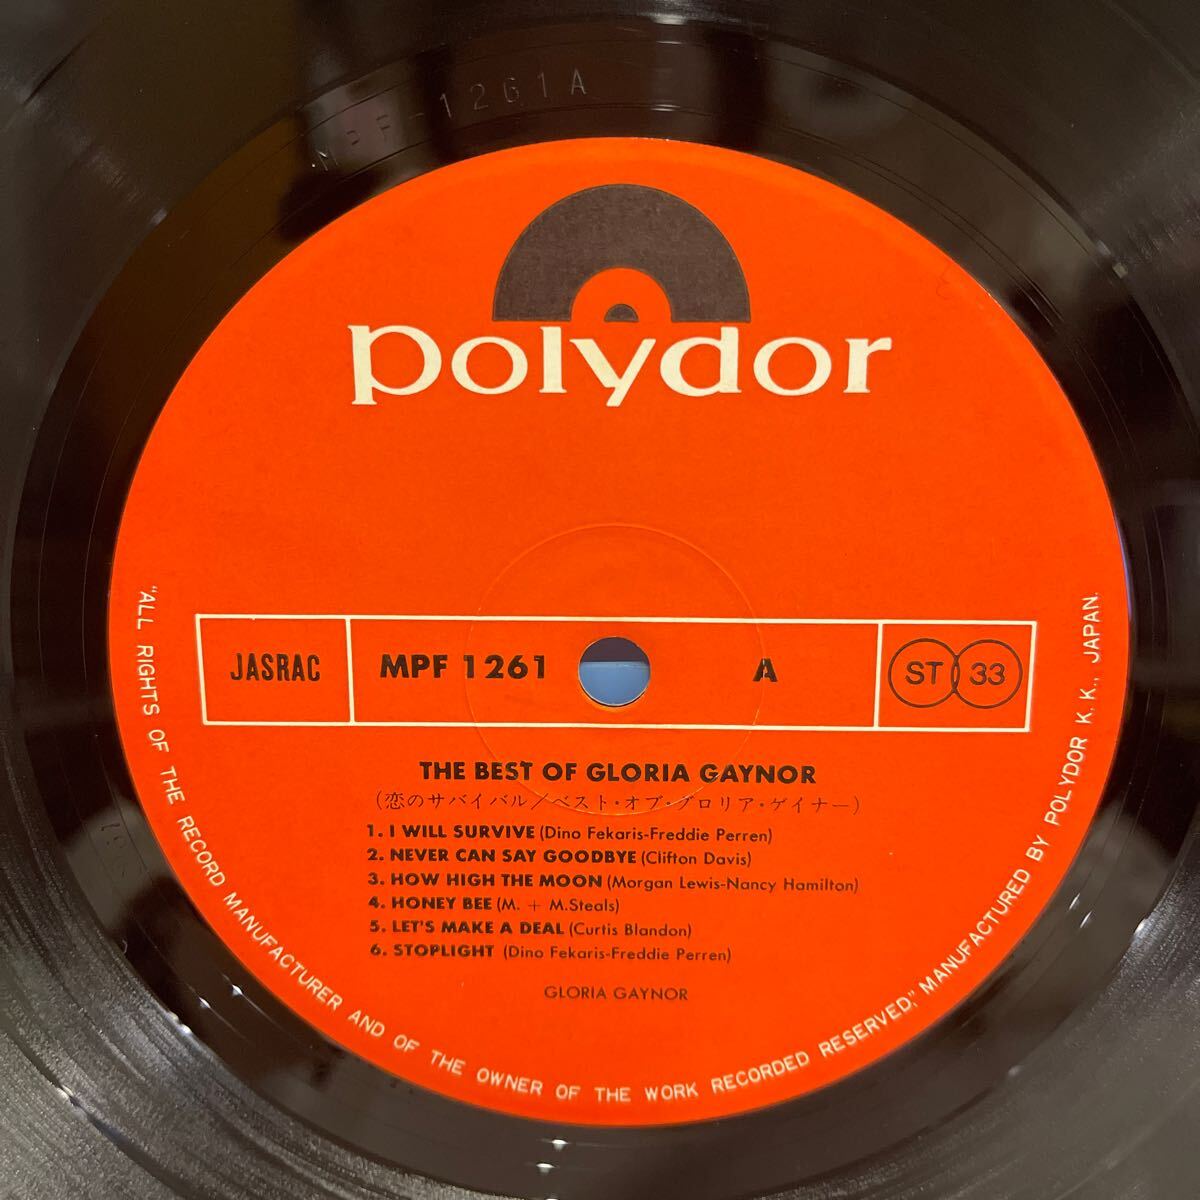 MPF-1261A
polydor
JASRAC
MPF 1261
A
ST 33
THE BEST OF GLORIA GAYNOR
(恋のサバイバル/ベスト・オブ・グロリア・ゲイナー)
1. I WILL SURVIVE (Dino Fekaris-Freddie Perren)
2. NEVER CAN SAY GOODBYE (Clifton Davis)
3. HOW HIGH THE MOON (Morgan Lewis-Nancy Hamilton)
4. HONEY BEE (M. + M.Steals)
5. LET'S MAKE A DEAL (Curtis Blandon)
6. STOPLIGHT (Dino Fekaris-Freddie Perren)
GLORIA GAYNOR
"ALL RIGHTS OF THE RECORD MANUFACTURER AND OF THE OWNER OF THE WORK RECORDED RESERVED," MANUFACTURED BY POLYDOR K. K., JAPAN.